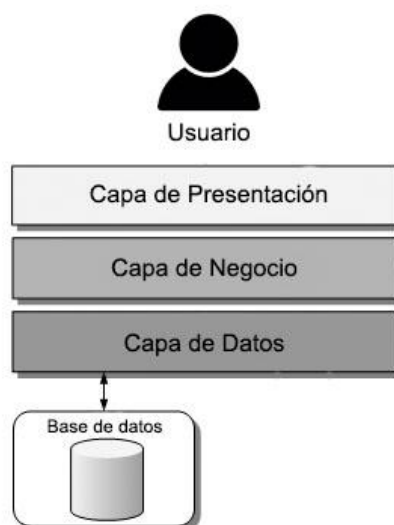 Usuario
Capa de Presentación
Capa de Negocio
Capa de Datos
Base de datos